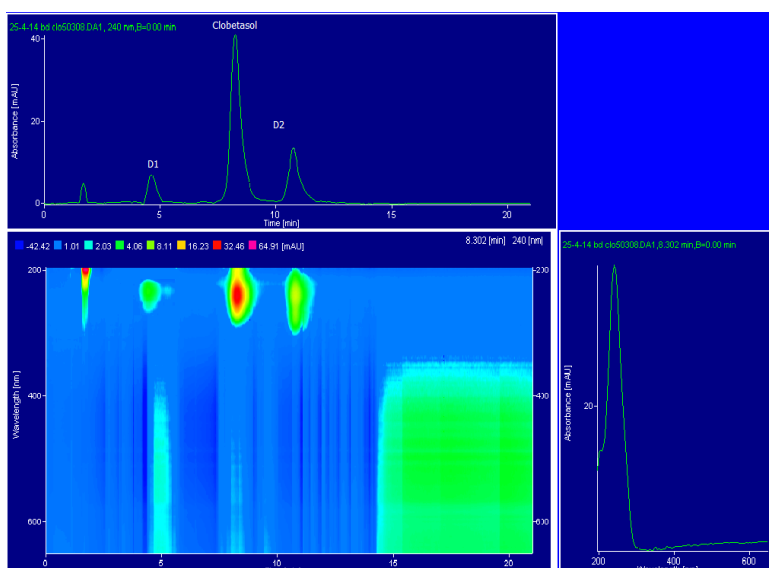 Clobetasol
25-4-14 bd clo50308.DA1, 240 nm,B=0.00 min
Absorbance [mAU]
40
20
0
D1
D2
0 5 10 15 20
Time [min]
-42.42 1.01 2.03 4.06 8.11 16.23 32.46 64.91 [mAU]
8.302 [min] 240 [nm]
Wavelength [nm]
200 200
400 400
600 600
0 5 10 15 20
25-4-14 bd clo50308.DA1,8.302 min,B=0.00 min
Absorbance [mAU]
20
200 400 600